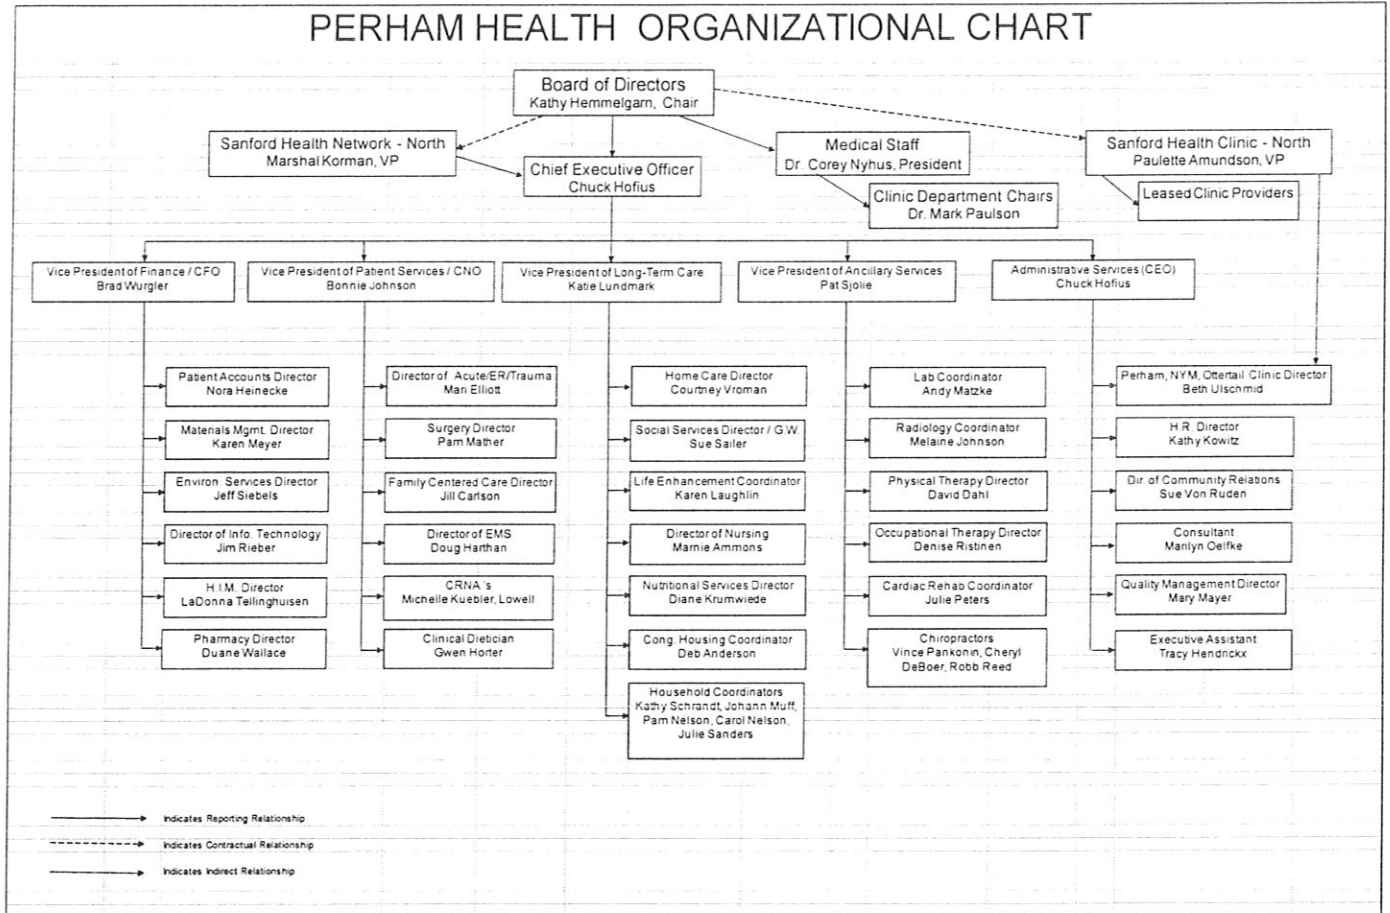 PERHAM HEALTH ORGANIZATIONAL CHART
Board of Directors
Kathy Hemmelgarn, Chair
Sanford Health Network - North
Marshal Korman, VP
Chief Executive Officer
Chuck Hofius
Medical Staff
Dr. Corey Nyhus, President
Clinic Department Chairs
Dr. Mark Paulson
Sanford Health Clinic - North
Paulette Amundson, VP
Leased Clinic Providers
Vice President of Finance / CFO
Brad Wurgler
Vice President of Patient Services / CNO
Bonnie Johnson
Vice President of Long-Term Care
Katie Lundmark
Vice President of Ancillary Services
Pat Sjolie
Administrative Services (CEO)
Chuck Hofius
Patient Accounts Director
Nora Heinecke
Materials Mgmt. Director
Karen Meyer
Environ. Services Director
Jeff Siebels
Director of Info. Technology
Jim Rieber
H.I.M. Director
LaDonna Tellinghuisen
Pharmacy Director
Duane Wallace
Director of Acute/ER/Trauma
Mari Elliott
Surgery Director
Pam Mather
Family Centered Care Director
Jill Carlson
Director of EMS
Doug Harthan
CRNA's
Michelle Kuebler, Lowell
Clinical Dietician
Gwen Horter
Home Care Director
Courtney Vroman
Social Services Director / G.W.
Sue Sailer
Life Enhancement Coordinator
Karen Laughlin
Director of Nursing
Marnie Ammons
Nutritional Services Director
Diane Krumwiede
Cong. Housing Coordinator
Deb Anderson
Household Coordinators
Kathy Schrandt, Johann Muff,
Pam Nelson, Carol Nelson,
Julie Sanders
Lab Coordinator
Andy Matzke
Radiology Coordinator
Melaine Johnson
Physical Therapy Director
David Dahl
Occupational Therapy Director
Denise Ristinen
Cardiac Rehab Coordinator
Julie Peters
Chiropractors
Vince Pankonin, Cheryl
DeBoer, Robb Reed
Perham, NYM, Ottertail Clinic Director
Beth Ulschmid
H.R. Director
Kathy Kowitz
Dir. of Community Relations
Sue Von Ruden
Consultant
Marilyn Oelfke
Quality Management Director
Mary Mayer
Executive Assistant
Tracy Hendrickx
Indicates Reporting Relationship
Indicates Contractual Relationship
Indicates Indirect Relationship